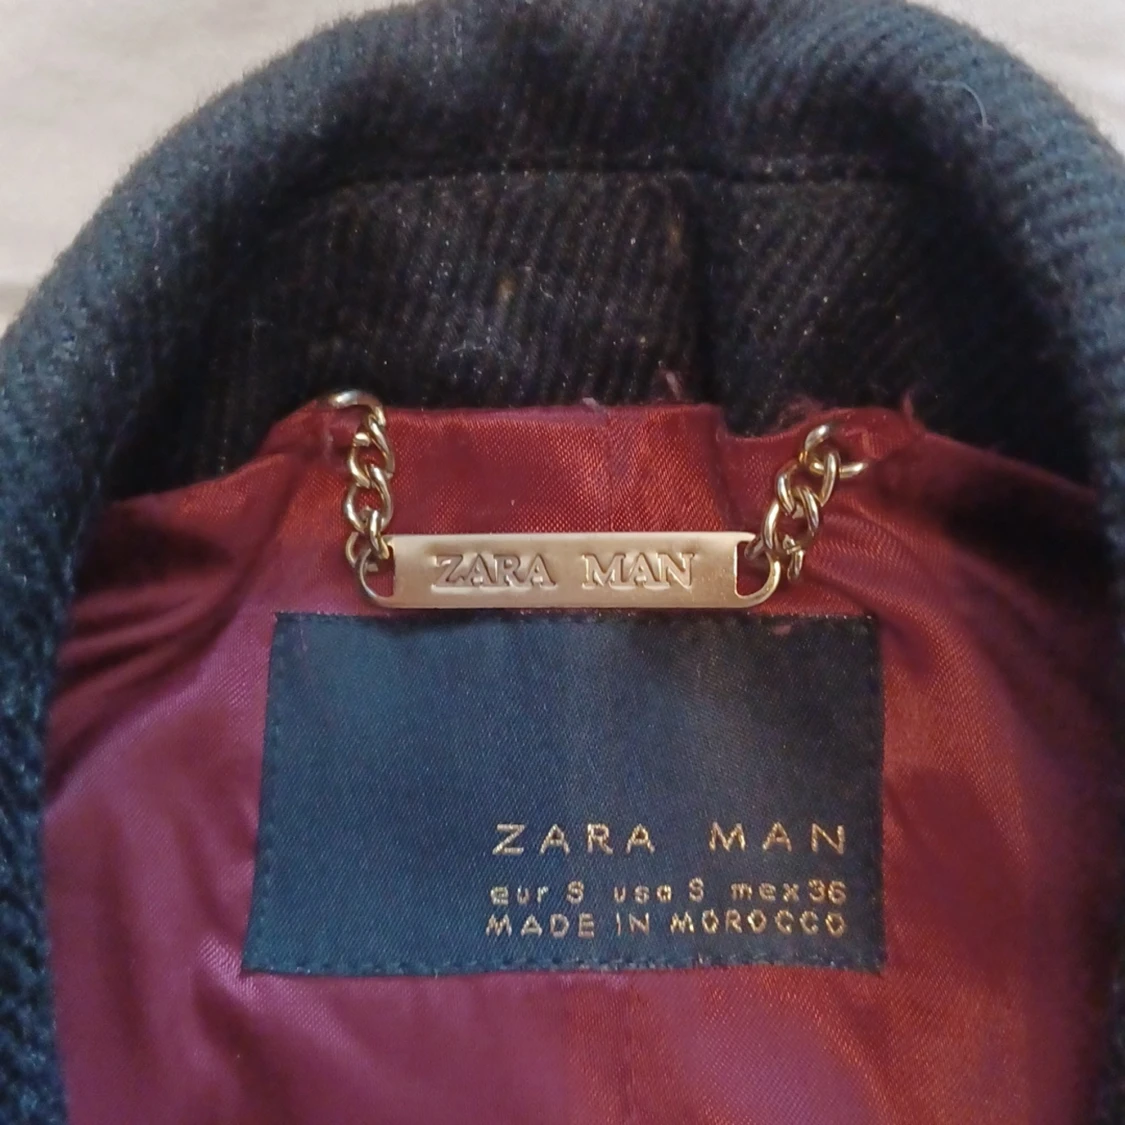 ZARA MAN
ZARA MAN
eur S usa S mex 36
MADE IN MOROCCO